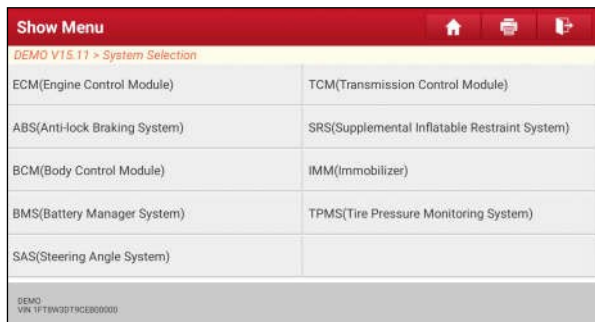 Show Menu
DEMO V15.11 > System Selection
ECM(Engine Control Module)
TCM(Transmission Control Module)
ABS(Anti-lock Braking System)
SRS(Supplemental Inflatable Restraint System)
BCM(Body Control Module)
IMM(Immobilizer)
BMS(Battery Manager System)
TPMS(Tire Pressure Monitoring System)
SAS(Steering Angle System)
DEMO
VIN 1FT8W3DT9CEB00000